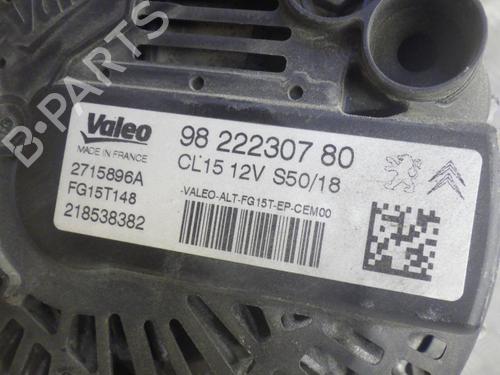 Valeo
MADE IN FRANCE
2715896A
FG15T148
218538382
98 222307 80
CL15 12V S50/18
-VALEO-ALT-FG15T-EP-CEM00
B-PARTS